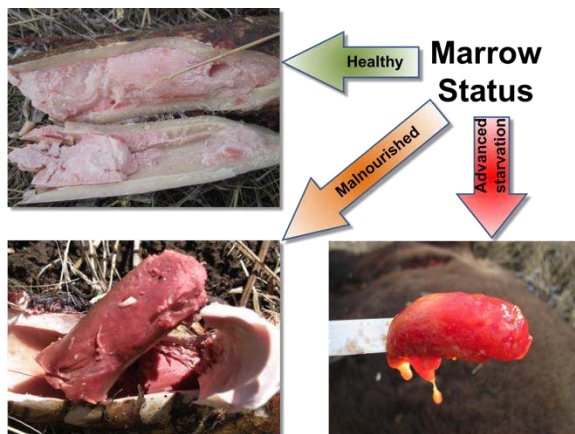 Marrow
Status
Healthy
Malnourished
Advanced
starvation